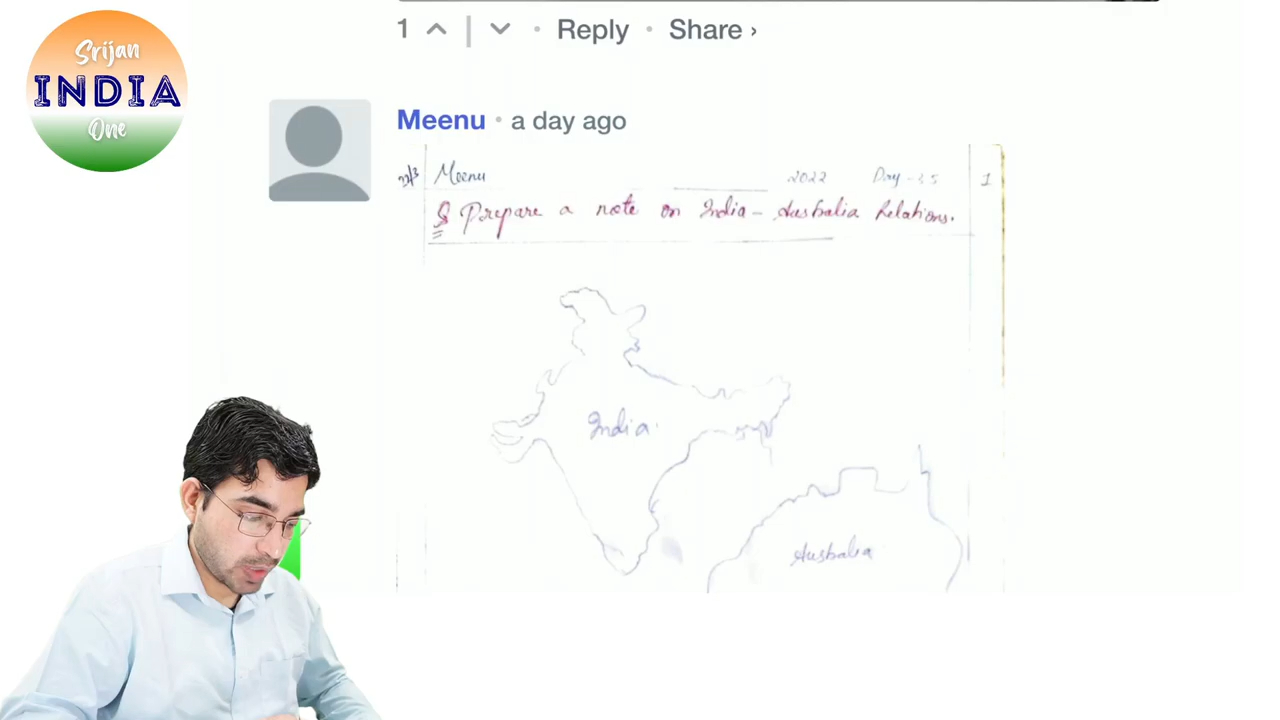 Srijan
INDIA
One
1 · Reply · Share ›
Meenu · a day ago
Meenu 2022
Q Prepare a note on India - Australia Relations.
India.
Australia
1